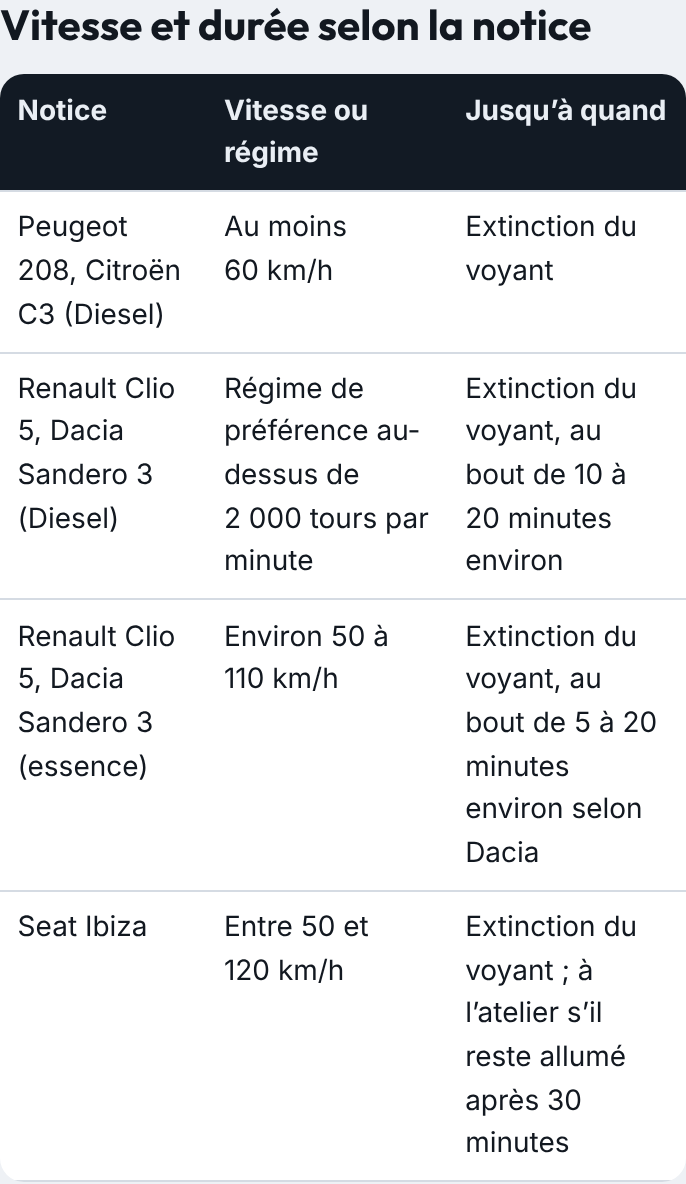 Vitesse et durée selon la notice
Notice
Vitesse ou
régime
Jusqu’à quand
Peugeot
208, Citroën
C3 (Diesel)
Au moins
60 km/h
Extinction du
voyant
Renault Clio
5, Dacia
Sandero 3
(Diesel)
Régime de
préférence au-
dessus de
2 000 tours par
minute
Extinction du
voyant, au
bout de 10 à
20 minutes
environ
Renault Clio
5, Dacia
Sandero 3
(essence)
Environ 50 à
110 km/h
Extinction du
voyant, au
bout de 5 à 20
minutes
environ selon
Dacia
Seat Ibiza
Entre 50 et
120 km/h
Extinction du
voyant ; à
l’atelier s’il
reste allumé
après 30
minutes